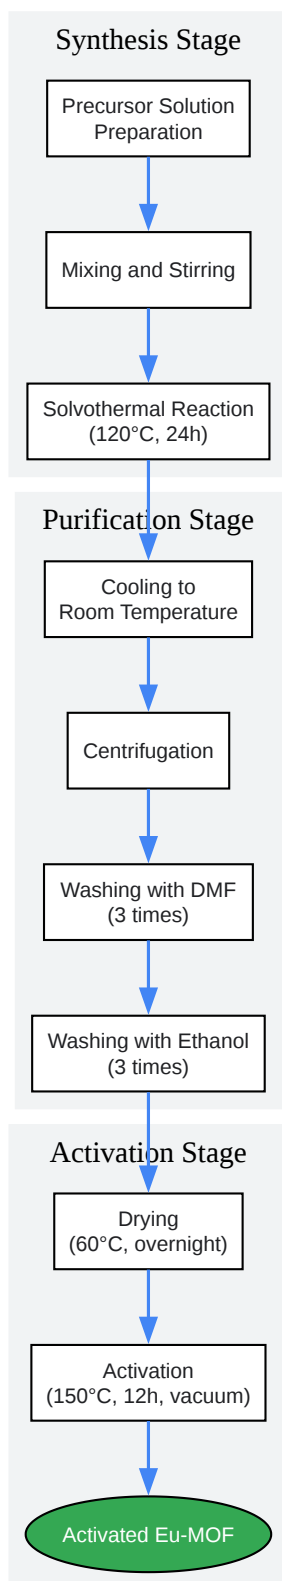 Synthesis Stage
Precursor Solution
Preparation
Mixing and Stirring
Solvothermal Reaction
(120°C, 24h)
Purification Stage
Cooling to
Room Temperature
Centrifugation
Washing with DMF
(3 times)
Washing with Ethanol
(3 times)
Activation Stage
Drying
(60°C, overnight)
Activation
(150°C, 12h, vacuum)
Activated Eu-MOF